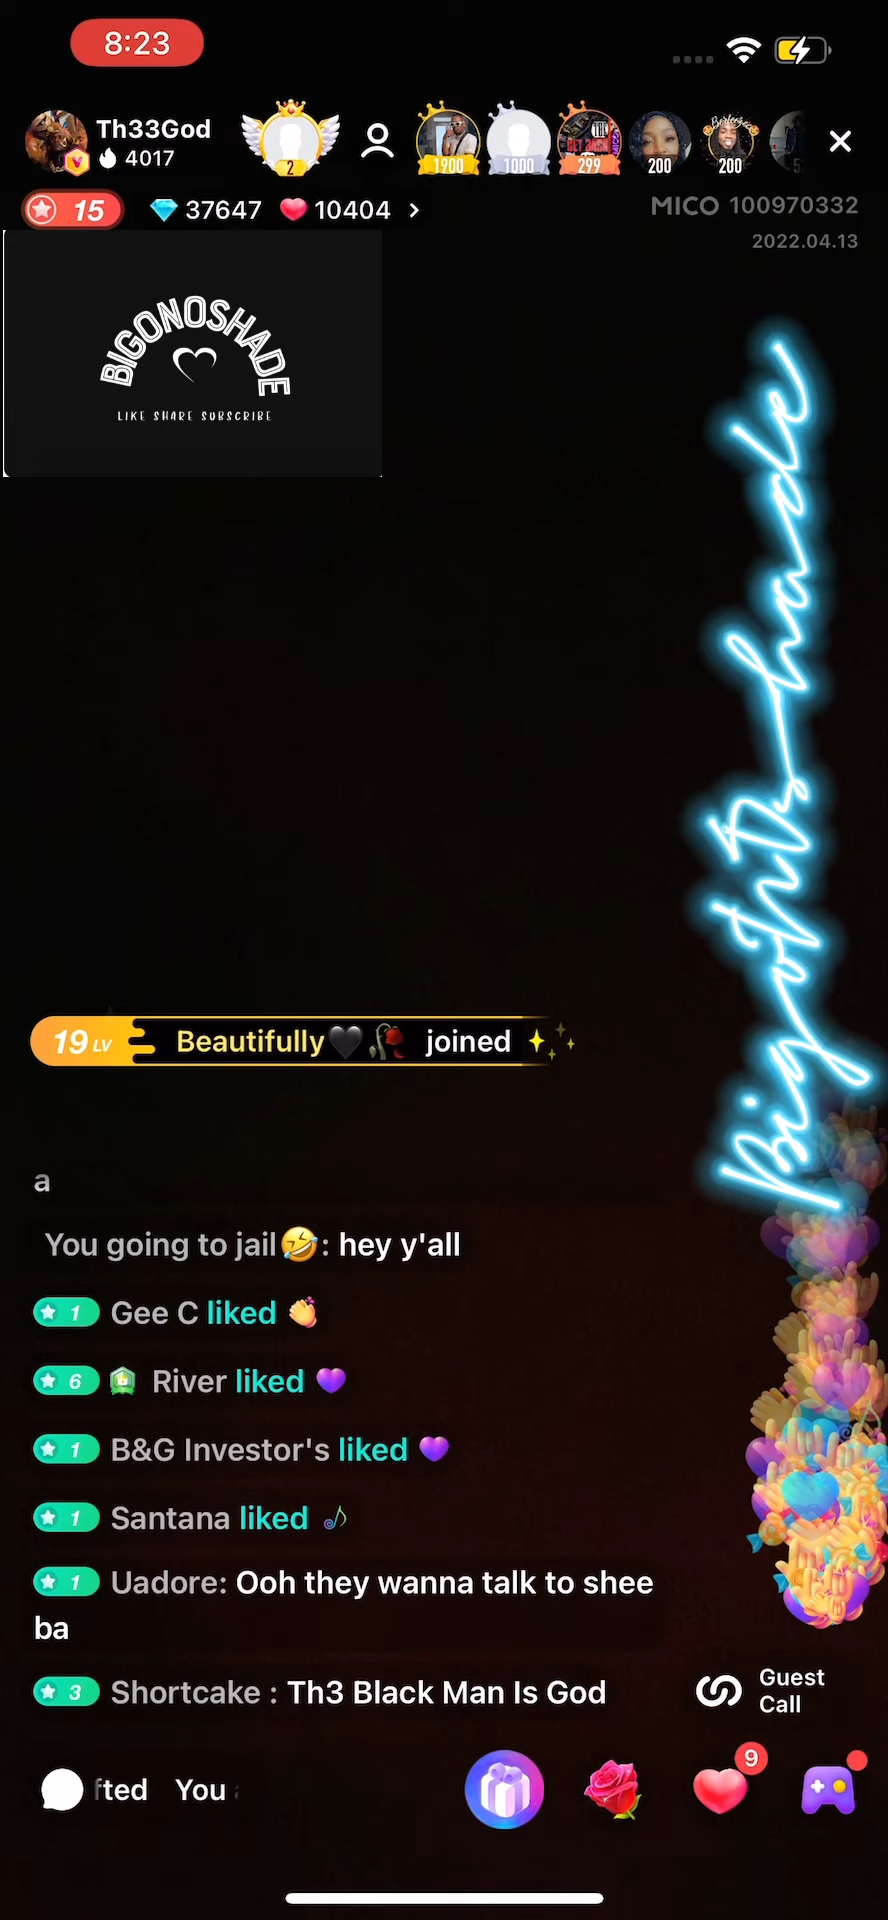 8:23
Th33God
4017
2
1900
1000
299
200
200
15
37647
10404
MICO 100970332
2022.04.13
BIGONOSHADE
LIKE SHARE SUBSCRIBE
19 LV Beautifully🖤🥀 joined
a
You going to jail🤣: hey y'all
1 Gee C liked 👏
6 River liked 💜
1 B&G Investor's liked 💜
1 Santana liked 🎵
1 Uadore: Ooh they wanna talk to shee
ba
3 Shortcake : Th3 Black Man Is God
Guest
Call
fted You
9